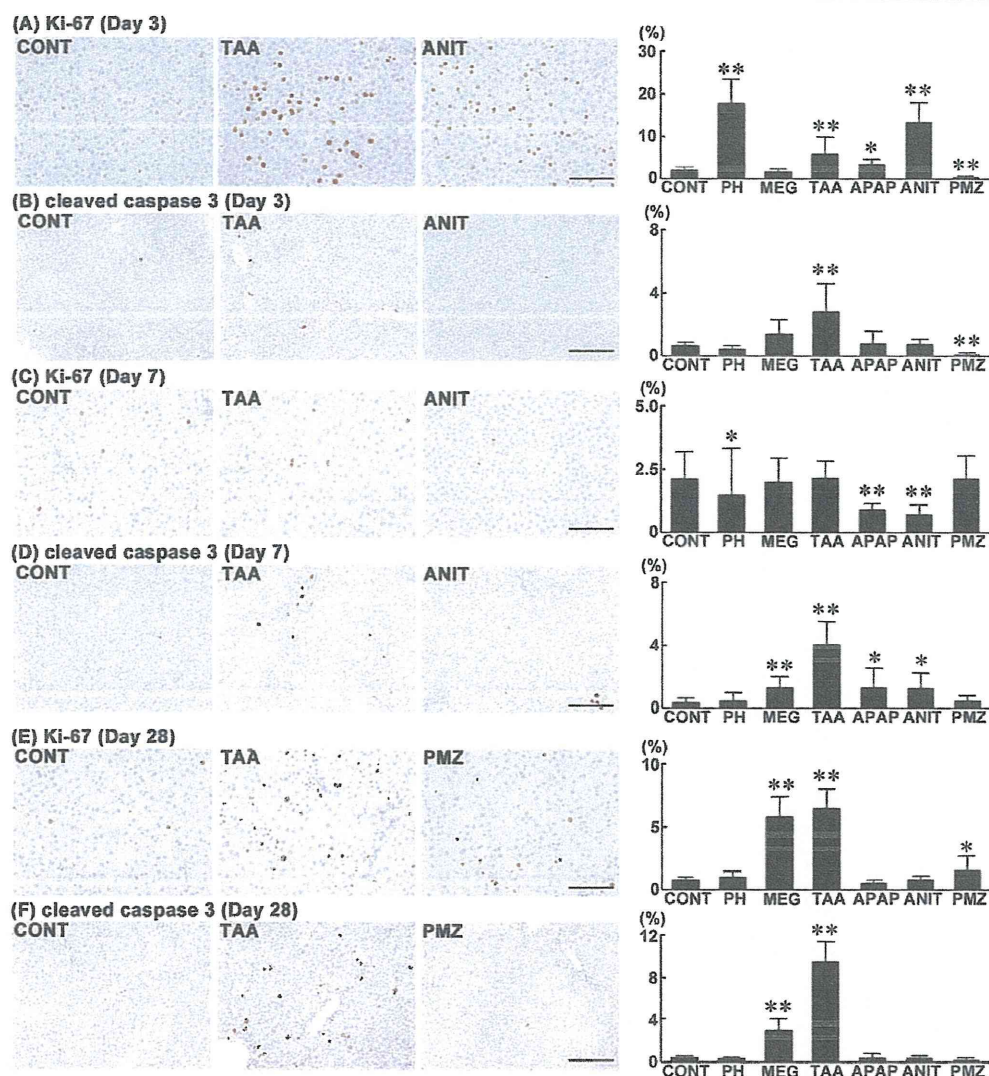 (A) Ki-67 (Day 3)
CONT TAA ANIT
(%)
30
20
10
0
** ** * ** **
CONT PH MEG TAA APAP ANIT PMZ
(B) cleaved caspase 3 (Day 3)
CONT TAA ANIT
(%)
8
4
0
** **
CONT PH MEG TAA APAP ANIT PMZ
(C) Ki-67 (Day 7)
CONT TAA ANIT
(%)
5.0
2.5
0
* ** **
CONT PH MEG TAA APAP ANIT PMZ
(D) cleaved caspase 3 (Day 7)
CONT TAA ANIT
(%)
8
4
0
** ** * *
CONT PH MEG TAA APAP ANIT PMZ
(E) Ki-67 (Day 28)
CONT TAA PMZ
(%)
10
5
0
** ** *
CONT PH MEG TAA APAP ANIT PMZ
(F) cleaved caspase 3 (Day 28)
CONT TAA PMZ
(%)
12
8
4
0
** **
CONT PH MEG TAA APAP ANIT PMZ